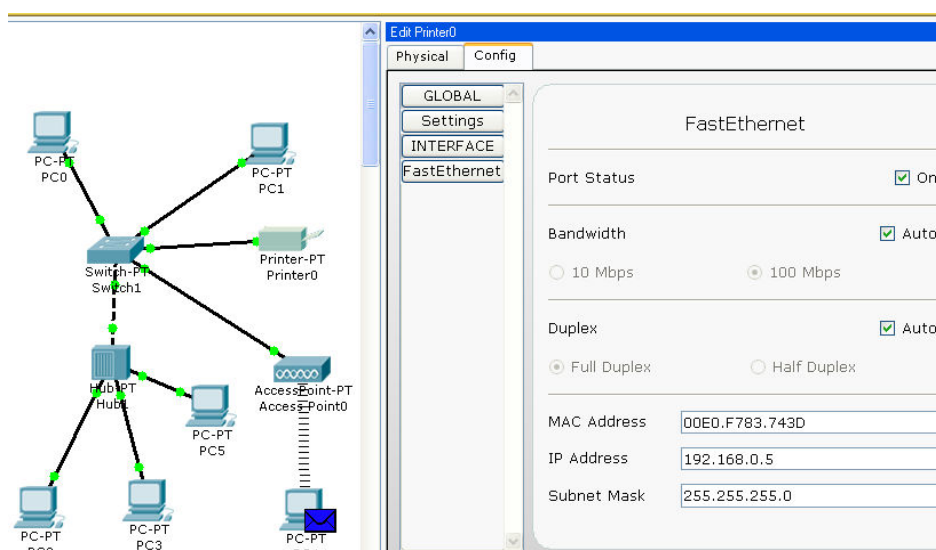 Edit Printer0
Physical
Config
GLOBAL
Settings
INTERFACE
FastEthernet
FastEthernet
Port Status
On
Bandwidth
Auto
10 Mbps
100 Mbps
Duplex
Auto
Full Duplex
Half Duplex
MAC Address
00E0.F783.743D
IP Address
192.168.0.5
Subnet Mask
255.255.255.0
PC-PT
PC0
PC-PT
PC1
Printer-PT
Printer0
Switch-PT
Switch1
Hub-PT
Hub1
AccessPoint-PT
Access Point0
PC-PT
PC5
PC-PT
PC-PT
PC3
PC-PT